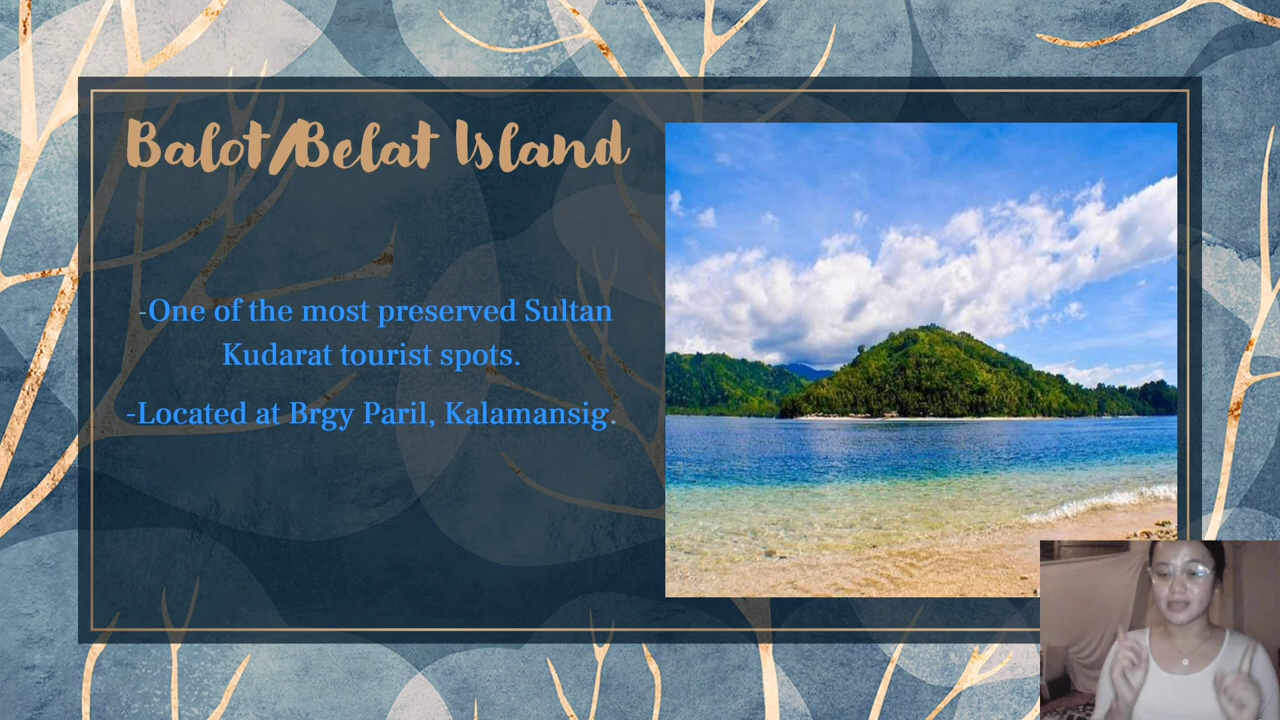 Balot/Belat Island
-One of the most preserved Sultan
Kudarat tourist spots.
-Located at Brgy Paril, Kalamansig.